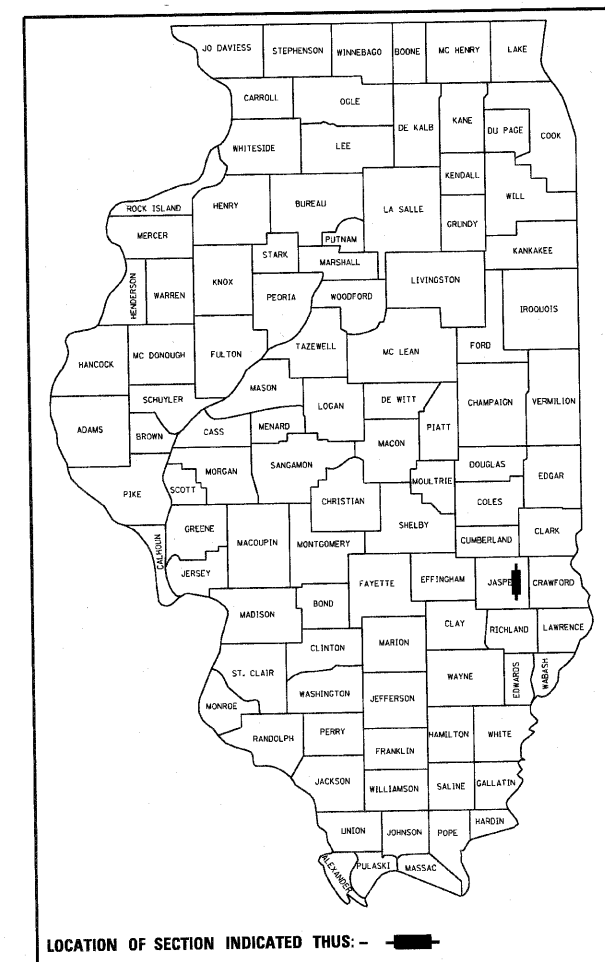 JO DAVIESS STEPHENSON WINNEBAGO BOONE MC HENRY LAKE
CARROLL OGLE DE KALB KANE DU PAGE COOK
WHITESIDE LEE
KENDALL
ROCK ISLAND HENRY BUREAU LA SALLE GRUNDY WILL
MERCER PUTNAM
STARK MARSHALL KANKAKEE
HENDERSON WARREN KNOX PEORIA WOODFORD LIVINGSTON IROQUOIS
HANCOCK MC DONOUGH FULTON TAZEWELL MC LEAN FORD
SCHUYLER MASON
ADAMS BROWN CASS MENARD LOGAN DE WITT PIATT CHAMPAIGN VERMILION
MACON
PIKE SCOTT MORGAN SANGAMON CHRISTIAN MOULTRIE DOUGLAS EDGAR
COLES
CALHOUN GREENE MACOUPIN MONTGOMERY SHELBY CUMBERLAND CLARK
JERSEY FAYETTE EFFINGHAM JASPE CRAWFORD
MADISON BOND
CLAY RICHLAND LAWRENCE
CLINTON MARION
ST. CLAIR WASHINGTON JEFFERSON WAYNE EDWARDS WABASH
MONROE
RANDOLPH PERRY FRANKLIN HAMILTON WHITE
JACKSON WILLIAMSON SALINE GALLATIN
UNION JOHNSON POPE HARDIN
ALEXANDER PULASKI MASSAC
LOCATION OF SECTION INDICATED THUS: –